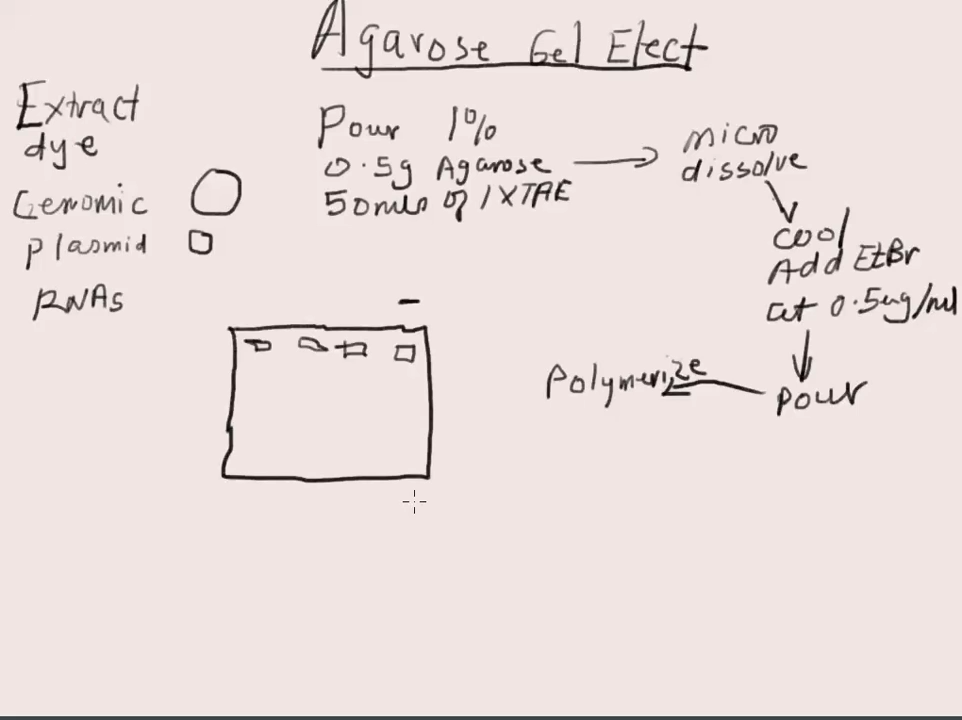 Agarose Gel Elect
Extract
dye
Genomic
Plasmid
RNAs
Pour 1%
0.5g Agarose
50mls of 1XTAE
micro
dissolve
Cool
Add EtBr
at 0.5ug/ml
pour
Polymerize
-